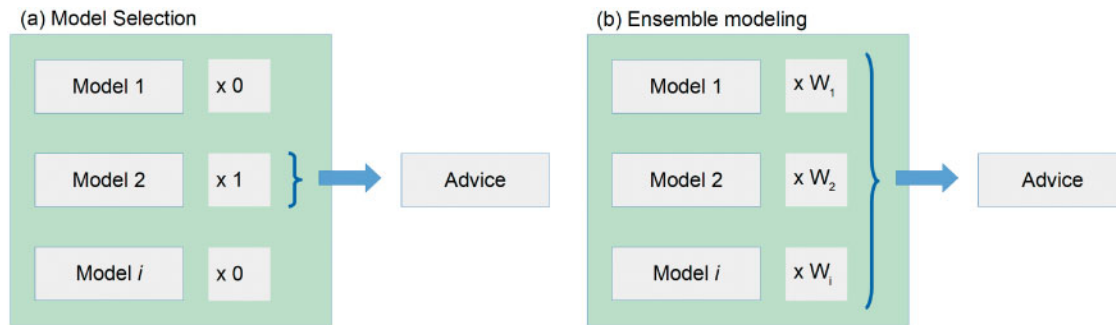 (a) Model Selection
Model 1 x 0
Model 2 x 1
Model i x 0
Advice
(b) Ensemble modeling
Model 1 x W₁
Model 2 x W₂
Model i x Wᵢ
Advice